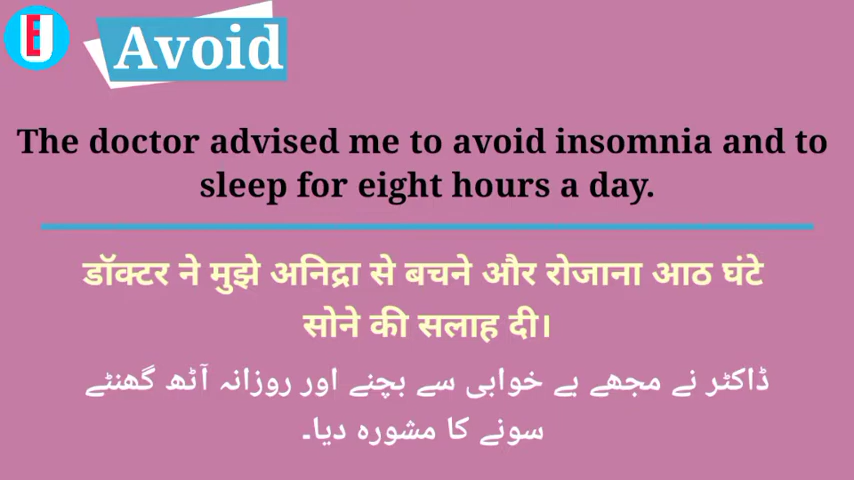 EU
Avoid
The doctor advised me to avoid insomnia and to
sleep for eight hours a day.
डॉक्टर ने मुझे अनिद्रा से बचने और रोजाना आठ घंटे
सोने की सलाह दी।
ڈاکٹر نے مجھے بے خوابی سے بچنے اور روزانہ آٹھ گھنٹے
سونے کا مشورہ دیا۔